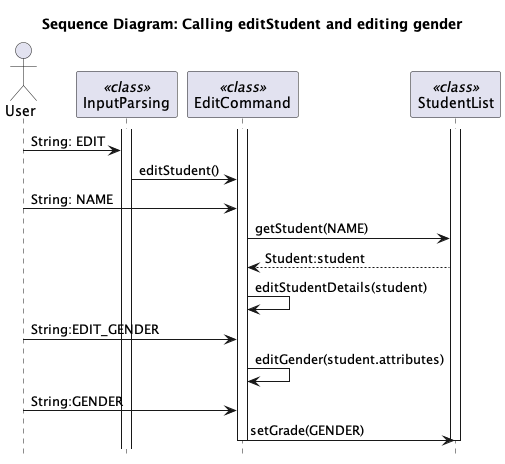 Sequence Diagram: Calling editStudent and editing gender
User
«class»
InputParsing
«class»
EditCommand
«class»
StudentList
String: EDIT
editStudent()
String: NAME
getStudent(NAME)
Student:student
editStudentDetails(student)
String:EDIT_GENDER
editGender(student.attributes)
String:GENDER
setGrade(GENDER)